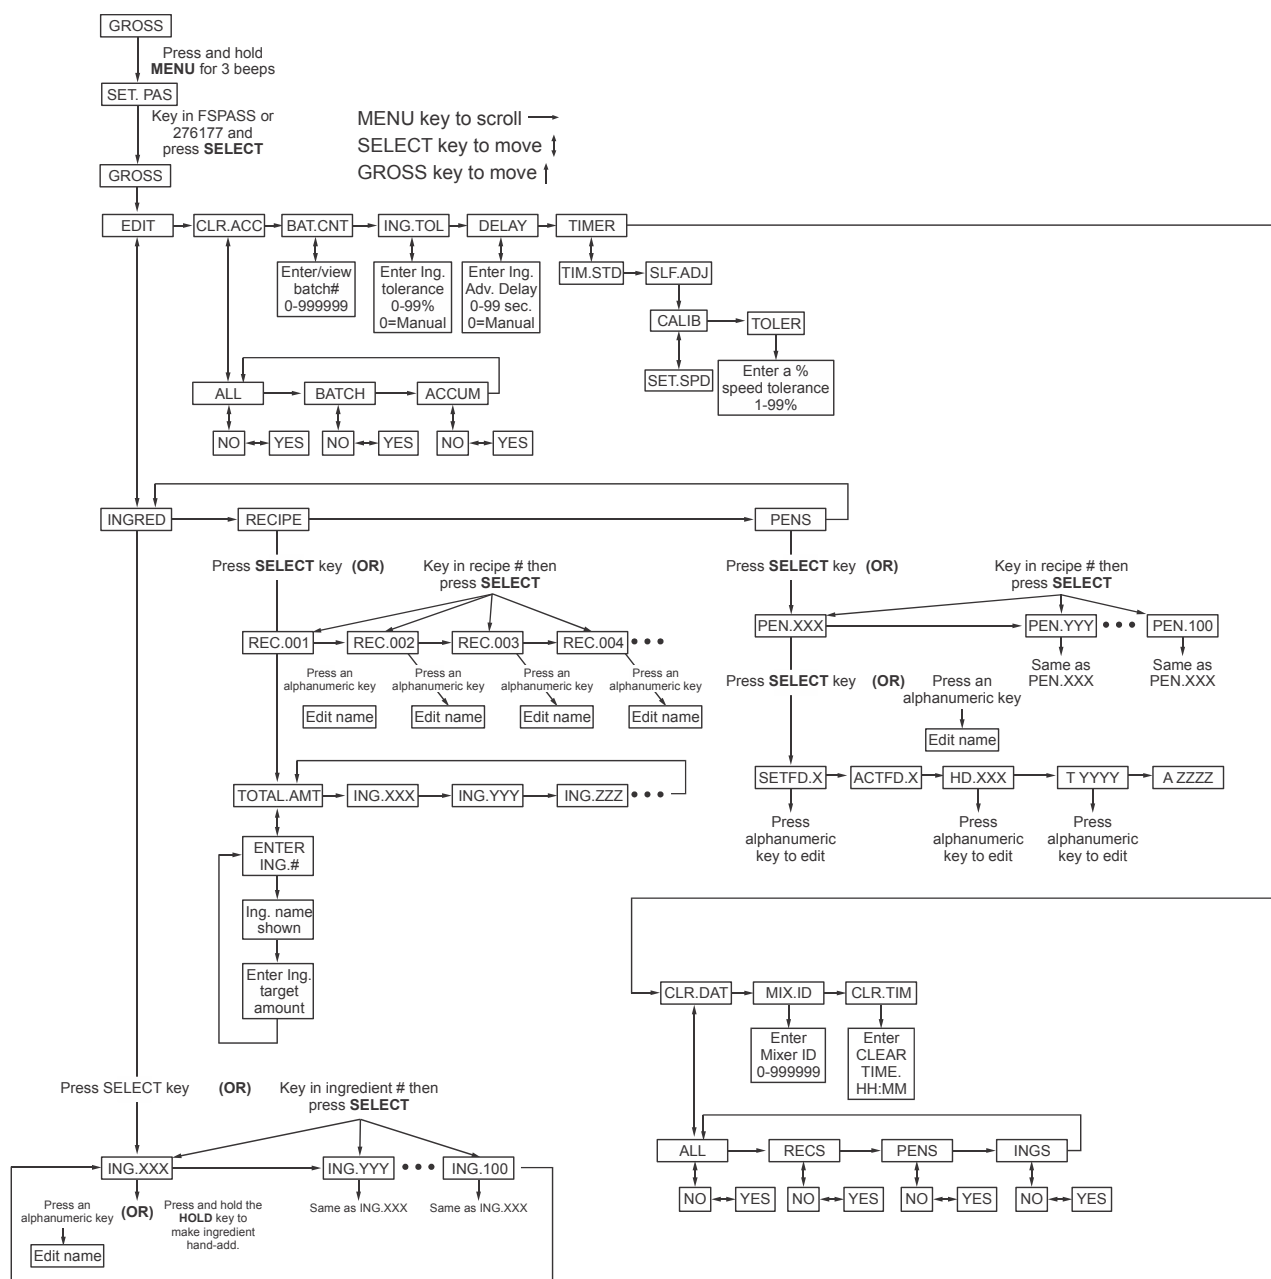 GROSS
Press and hold
MENU for 3 beeps
SET. PAS
Key in FSPASS or
276177 and
press SELECT
MENU key to scroll
SELECT key to move
GROSS key to move
GROSS
EDIT CLR.ACC BAT.CNT ING.TOL DELAY TIMER
Enter/view
batch#
0-999999
Enter Ing.
tolerance
0-99%
0=Manual
Enter Ing.
Adv. Delay
0-99 sec.
0=Manual
TIM.STD SLF.ADJ
CALIB TOLER
SET.SPD
Enter a %
speed tolerance
1-99%
ALL BATCH ACCUM
NO YES NO YES NO YES
INGRED RECIPE PENS
Press SELECT key (OR)
Key in recipe # then
press SELECT
Press SELECT key (OR)
Key in recipe # then
press SELECT
REC.001 REC.002 REC.003 REC.004
Press an
alphanumeric key
Edit name
Press an
alphanumeric key
Edit name
Press an
alphanumeric key
Edit name
Press an
alphanumeric key
Edit name
PEN.XXX PEN.YYY PEN.100
Same as
PEN.XXX
Same as
PEN.XXX
Press SELECT key (OR)
Press an
alphanumeric key
Edit name
TOTAL.AMT ING.XXX ING.YYY ING.ZZZ
SETFD.X ACTFD.X HD.XXX T YYYY A ZZZZ
Press
alphanumeric
key to edit
Press
alphanumeric
key to edit
Press
alphanumeric
key to edit
ENTER
ING.#
Ing. name
shown
Enter Ing.
target
amount
CLR.DAT MIX.ID CLR.TIM
Enter
Mixer ID
0-999999
Enter
CLEAR
TIME.
HH:MM
ALL RECS PENS INGS
NO YES NO YES NO YES NO YES
Press SELECT key (OR)
Key in ingredient # then
press SELECT
ING.XXX ING.YYY ING.100
Press an
alphanumeric key
Edit name
(OR)
Press and hold the
HOLD key to
make ingredient
hand-add.
Same as ING.XXX
Same as ING.XXX